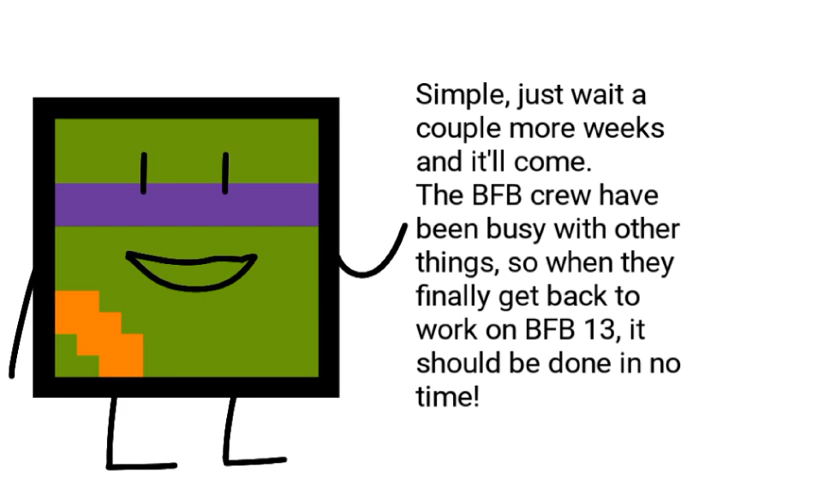 Simple, just wait a
couple more weeks
and it'll come.
The BFB crew have
been busy with other
things, so when they
finally get back to
work on BFB 13, it
should be done in no
time!